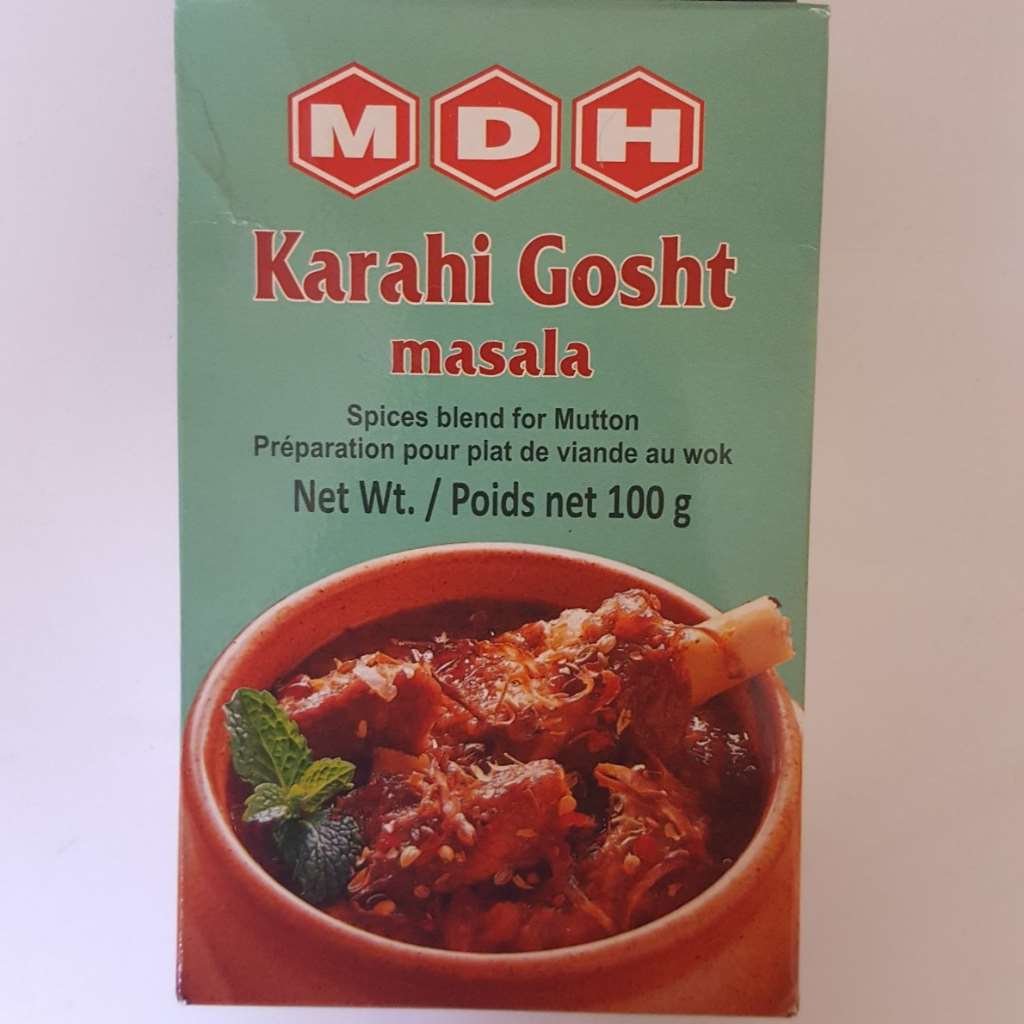 MDH
Karahi Gosht
masala
Spices blend for Mutton
Préparation pour plat de viande au wok
Net Wt. / Poids net 100 g